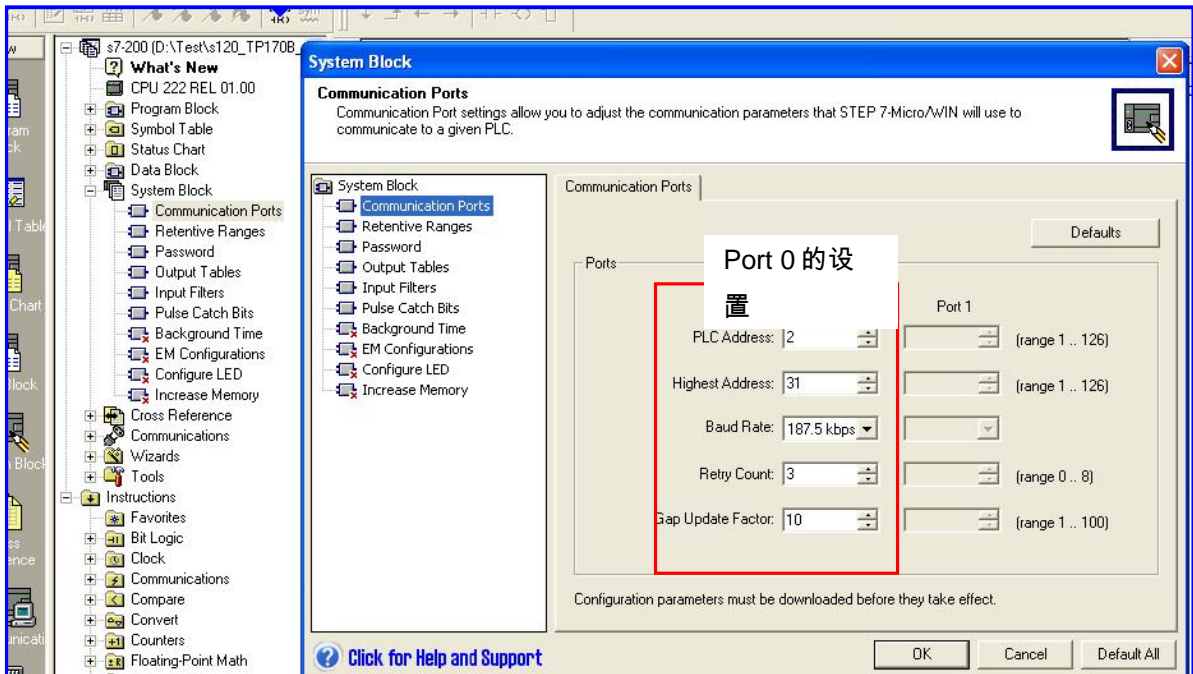 s7-200 (D:\Test\s120_TP170B_
What's New
CPU 222 REL 01.00
Program Block
Symbol Table
Status Chart
Data Block
System Block
Communication Ports
Retentive Ranges
Password
Output Tables
Input Filters
Pulse Catch Bits
Background Time
EM Configurations
Configure LED
Increase Memory
Cross Reference
Communications
Wizards
Tools
Instructions
Favorites
Bit Logic
Clock
Communications
Compare
Convert
Counters
Floating-Point Math
System Block
Communication Ports
Communication Port settings allow you to adjust the communication parameters that STEP 7-Micro/WIN will use to
communicate to a given PLC.
System Block
Communication Ports
Retentive Ranges
Password
Output Tables
Input Filters
Pulse Catch Bits
Background Time
EM Configurations
Configure LED
Increase Memory
Communication Ports
Defaults
Ports
Port 0 的设
置
Port 1
PLC Address: 2 (range 1 .. 126)
Highest Address: 31 (range 1 .. 126)
Baud Rate: 187.5 kbps
Retry Count: 3 (range 0 .. 8)
Gap Update Factor: 10 (range 1 .. 100)
Configuration parameters must be downloaded before they take effect.
Click for Help and Support
OK
Cancel
Default All